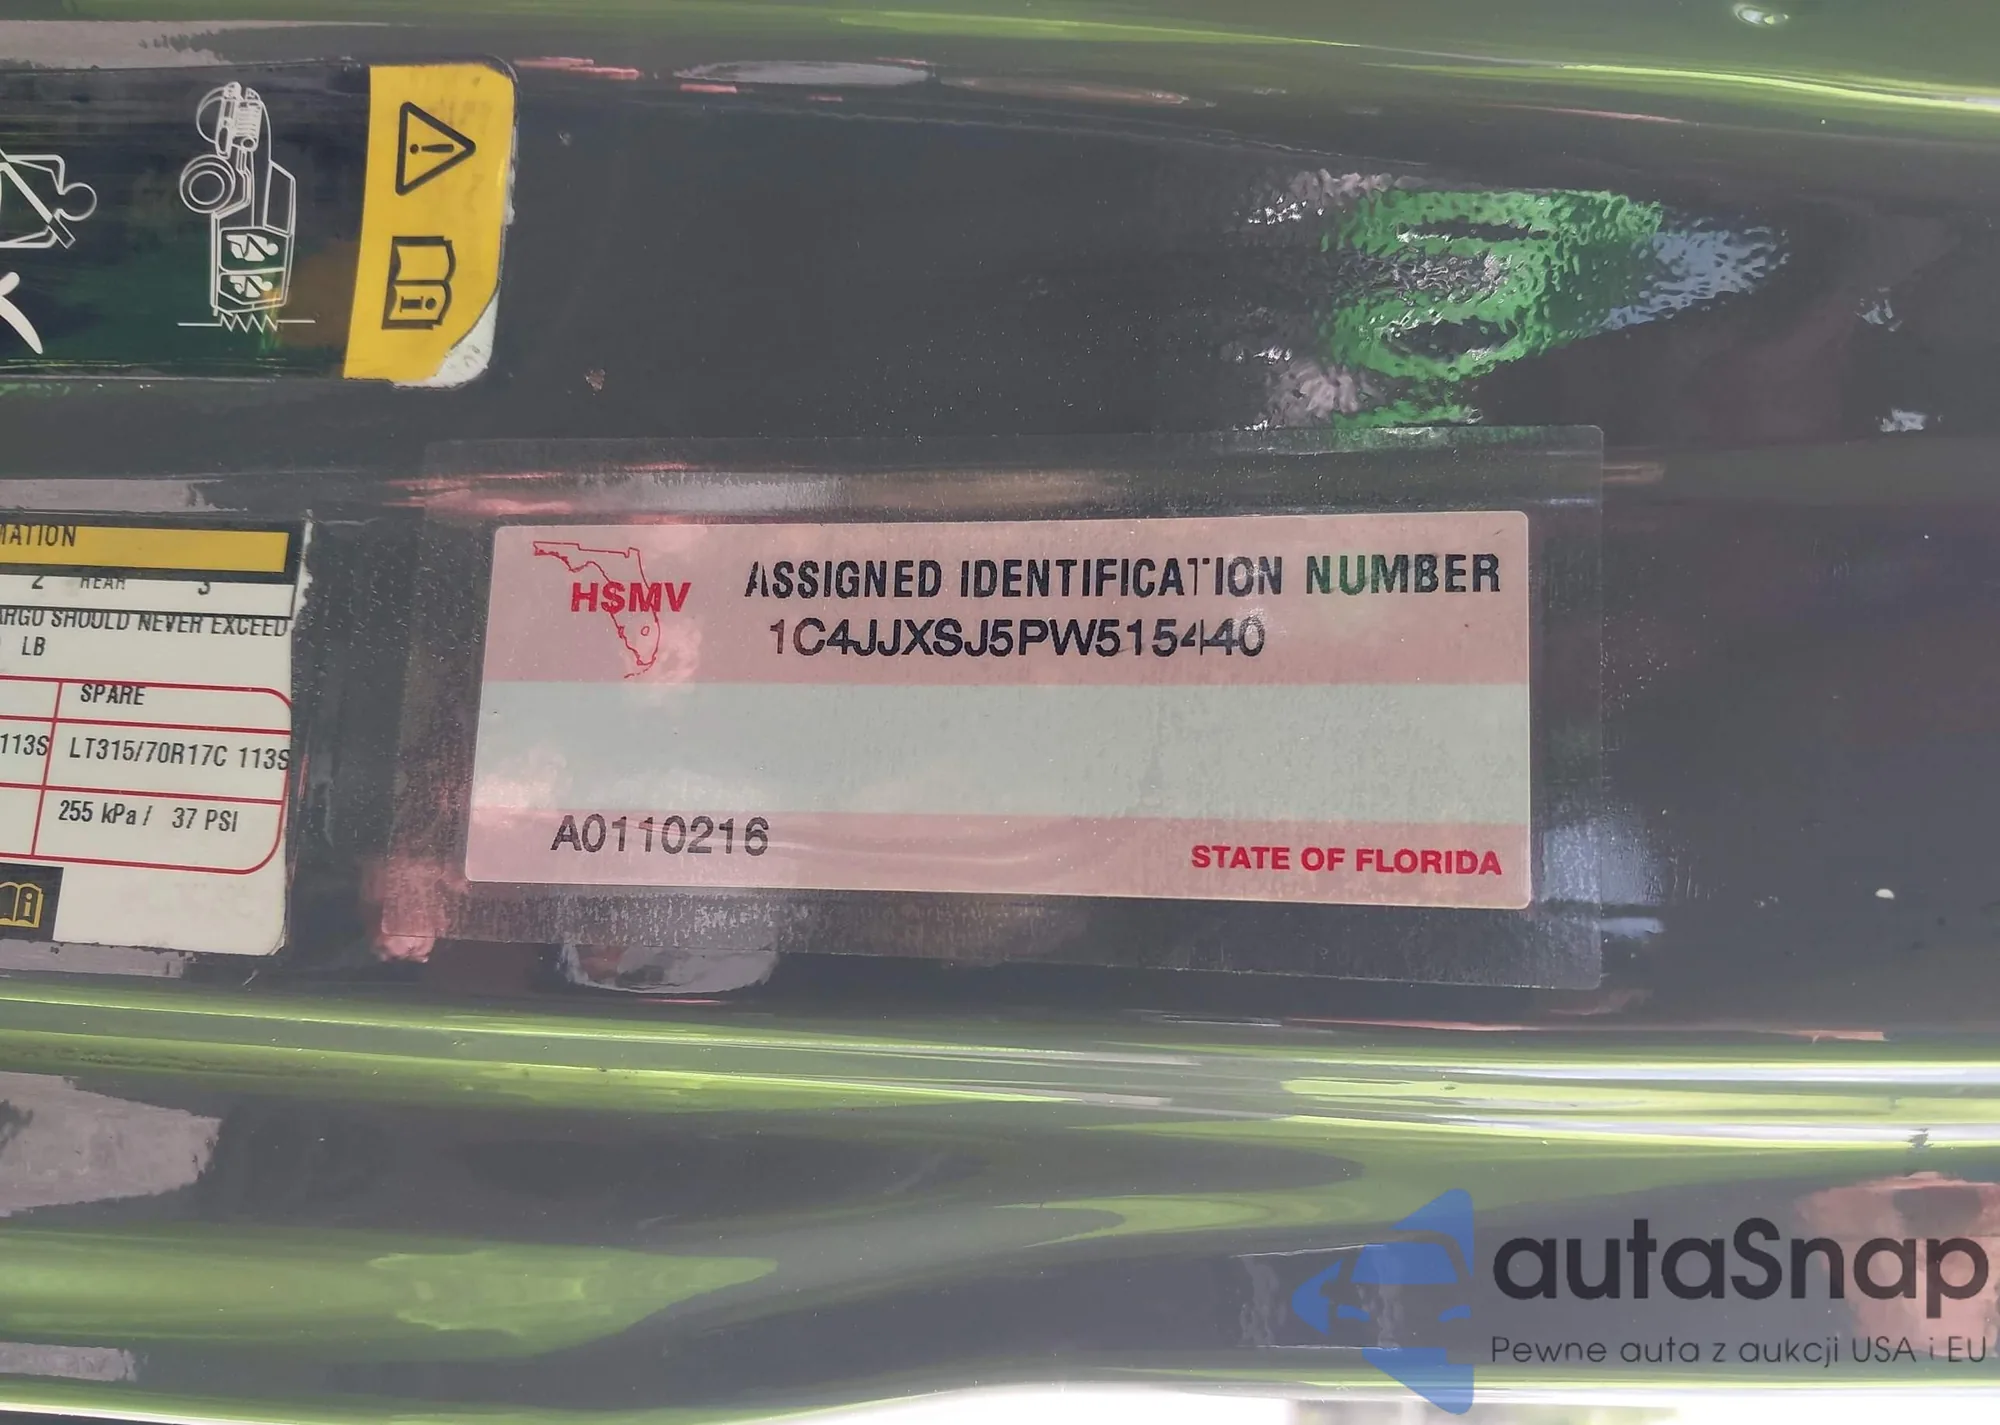 MATION
2 REAR 3
ARGO SHOULD NEVER EXCEED
LB
SPARE
113S LT315/70R17C 113S
255 kPa / 37 PSI
HSMV
ASSIGNED IDENTIFICATION NUMBER
1C4JJXSJ5PW515440
A0110216
STATE OF FLORIDA
autaSnap
Pewne auta z aukcji USA i EU